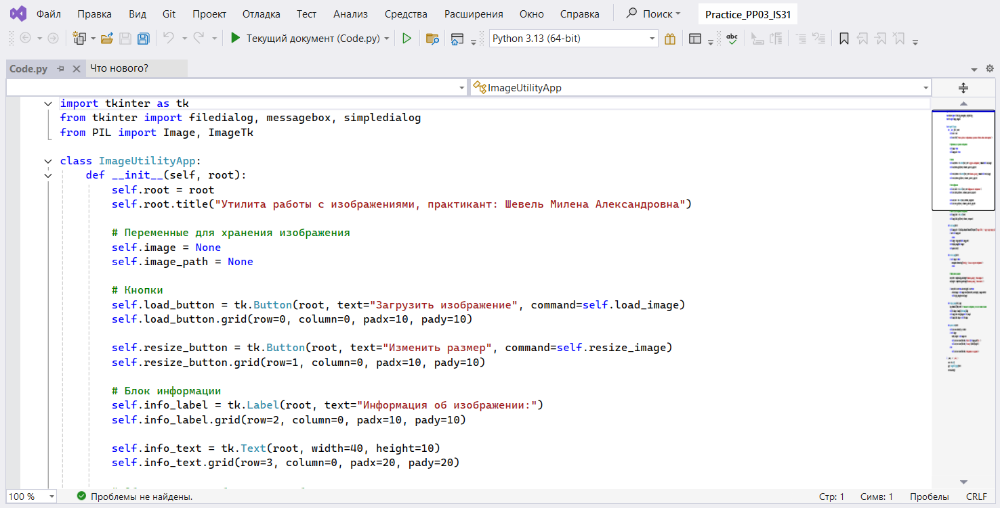 Файл Правка Вид Git Проект Отладка Тест Анализ Средства Расширения Окно Справка Поиск Practice_PP03_IS31
Текущий документ (Code.py) Python 3.13 (64-bit) abc
Code.py Что нового?
ImageUtilityApp
import tkinter as tk
from tkinter import filedialog, messagebox, simpledialog
from PIL import Image, ImageTk
class ImageUtilityApp:
def __init__(self, root):
self.root = root
self.root.title("Утилита работы с изображениями, практикант: Шевель Милена Александровна")
# Переменные для хранения изображения
self.image = None
self.image_path = None
# Кнопки
self.load_button = tk.Button(root, text="Загрузить изображение", command=self.load_image)
self.load_button.grid(row=0, column=0, padx=10, pady=10)
self.resize_button = tk.Button(root, text="Изменить размер", command=self.resize_image)
self.resize_button.grid(row=1, column=0, padx=10, pady=10)
# Блок информации
self.info_label = tk.Label(root, text="Информация об изображении:")
self.info_label.grid(row=2, column=0, padx=10, pady=10)
self.info_text = tk.Text(root, width=40, height=10)
self.info_text.grid(row=3, column=0, padx=20, pady=20)
100 % Проблемы не найдены. Стр: 1 Симв: 1 Пробелы CRLF